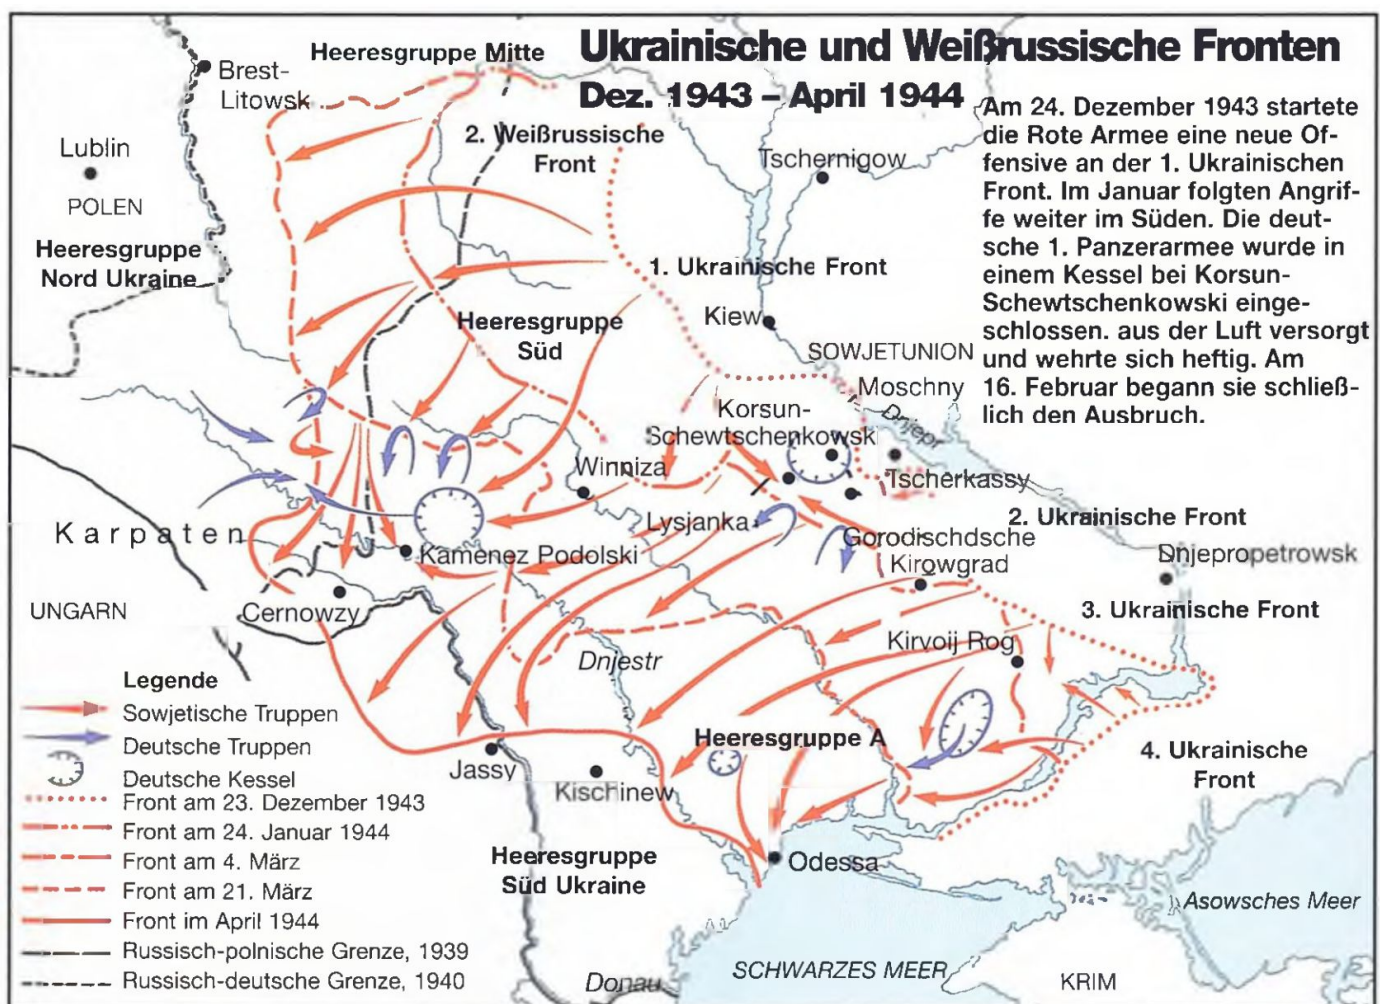 Ukrainische und Weißrussische Fronten
Dez. 1943 – April 1944
Am 24. Dezember 1943 startete
die Rote Armee eine neue Of-
fensive an der 1. Ukrainischen
Front. Im Januar folgten Angrif-
fe weiter im Süden. Die deut-
sche 1. Panzerarmee wurde in
einem Kessel bei Korsun-
Schewtschenkowski einge-
schlossen. aus der Luft versorgt
und wehrte sich heftig. Am
16. Februar begann sie schließ-
lich den Ausbruch.
Heeresgruppe Mitte
Brest-
Litowsk
Lublin
POLEN
Heeresgruppe
Nord Ukraine
2. Weißrussische
Front
Tschernigow
1. Ukrainische Front
Kiew
Heeresgruppe
Süd
SOWJETUNION
Moschny
Dnjepr
Korsun-
Schewtschenkowsk
Tscherkassy
Winniza
Lysjanka
2. Ukrainische Front
Gorodischdsche
Kirowgrad
Dnjepropetrowsk
Karpaten
Kamenez Podolski
UNGARN
Cernowzy
3. Ukrainische Front
Kirvoij Rog
Dnjestr
Heeresgruppe A
4. Ukrainische
Front
Jassy
Kischinew
Heeresgruppe
Süd Ukraine
Odessa
Asowsches Meer
SCHWARZES MEER
KRIM
Donau
Legende
Sowjetische Truppen
Deutsche Truppen
Deutsche Kessel
Front am 23. Dezember 1943
Front am 24. Januar 1944
Front am 4. März
Front am 21. März
Front im April 1944
Russisch-polnische Grenze, 1939
Russisch-deutsche Grenze, 1940